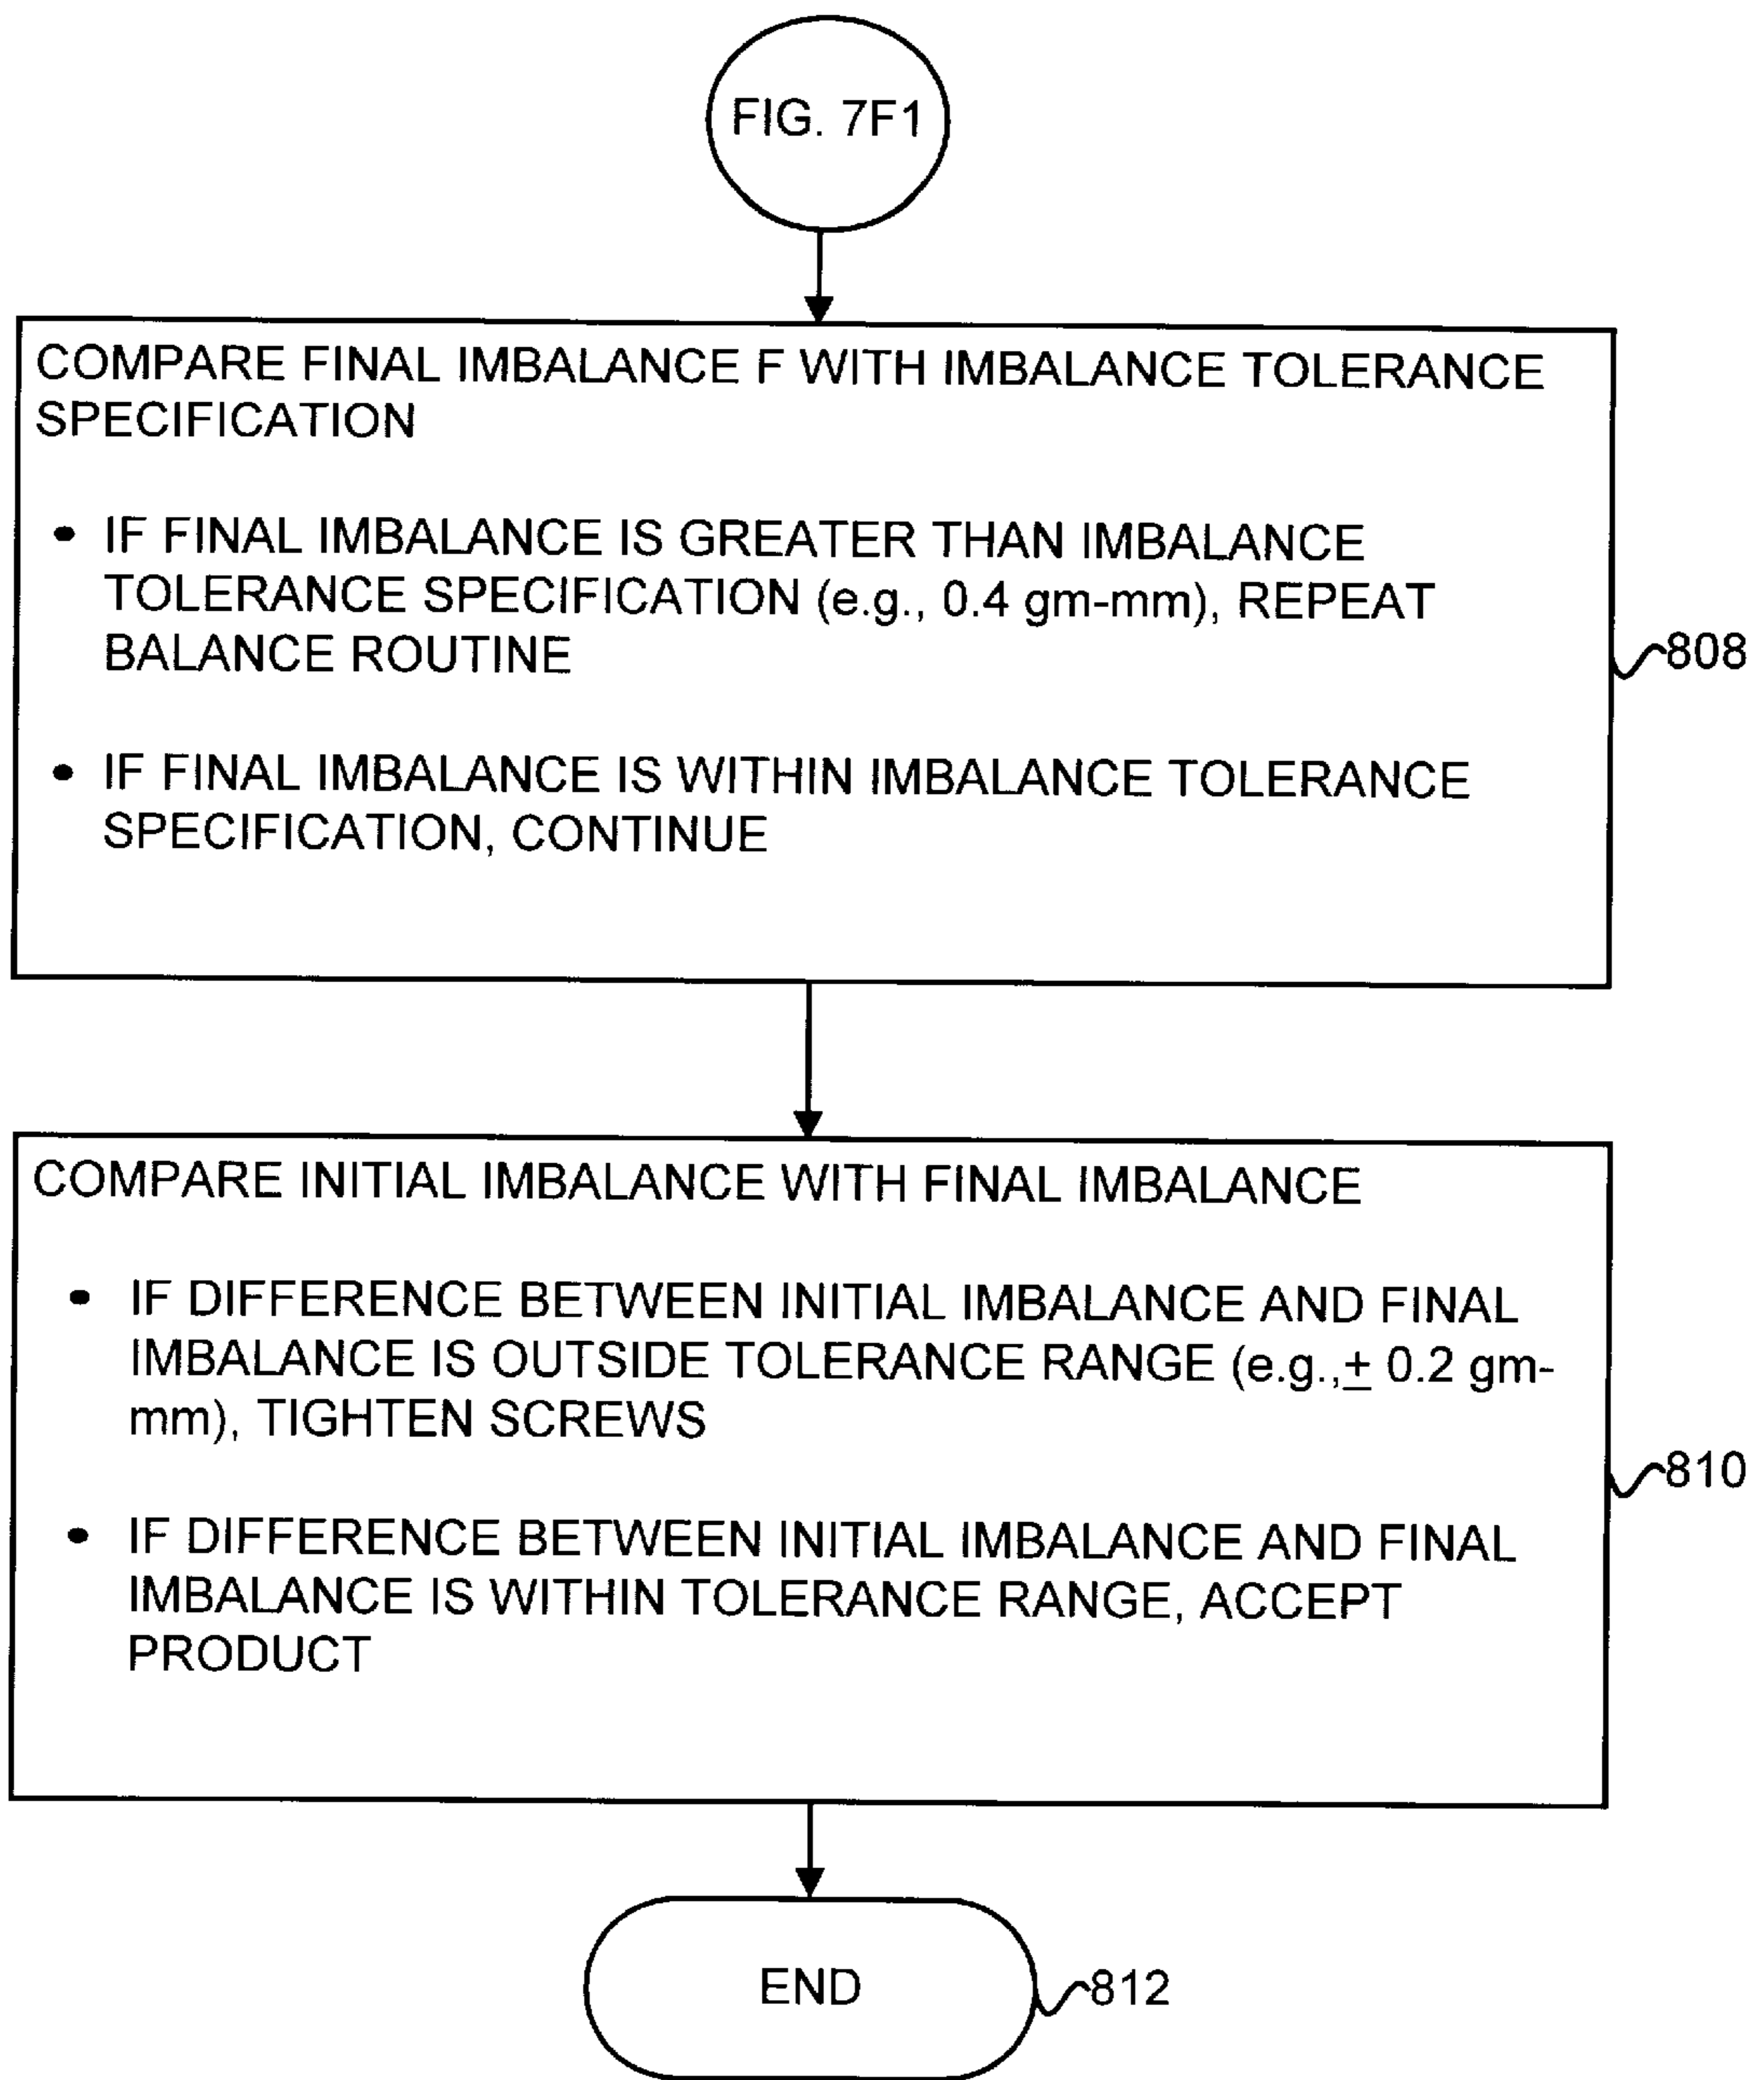 FIG. 7F1
COMPARE FINAL IMBALANCE F WITH IMBALANCE TOLERANCE
SPECIFICATION
• IF FINAL IMBALANCE IS GREATER THAN IMBALANCE
TOLERANCE SPECIFICATION (e.g., 0.4 gm-mm), REPEAT
BALANCE ROUTINE
808
• IF FINAL IMBALANCE IS WITHIN IMBALANCE TOLERANCE
SPECIFICATION, CONTINUE
COMPARE INITIAL IMBALANCE WITH FINAL IMBALANCE
• IF DIFFERENCE BETWEEN INITIAL IMBALANCE AND FINAL
IMBALANCE IS OUTSIDE TOLERANCE RANGE (e.g.,± 0.2 gm-
mm), TIGHTEN SCREWS
810
• IF DIFFERENCE BETWEEN INITIAL IMBALANCE AND FINAL
IMBALANCE IS WITHIN TOLERANCE RANGE, ACCEPT
PRODUCT
END
812